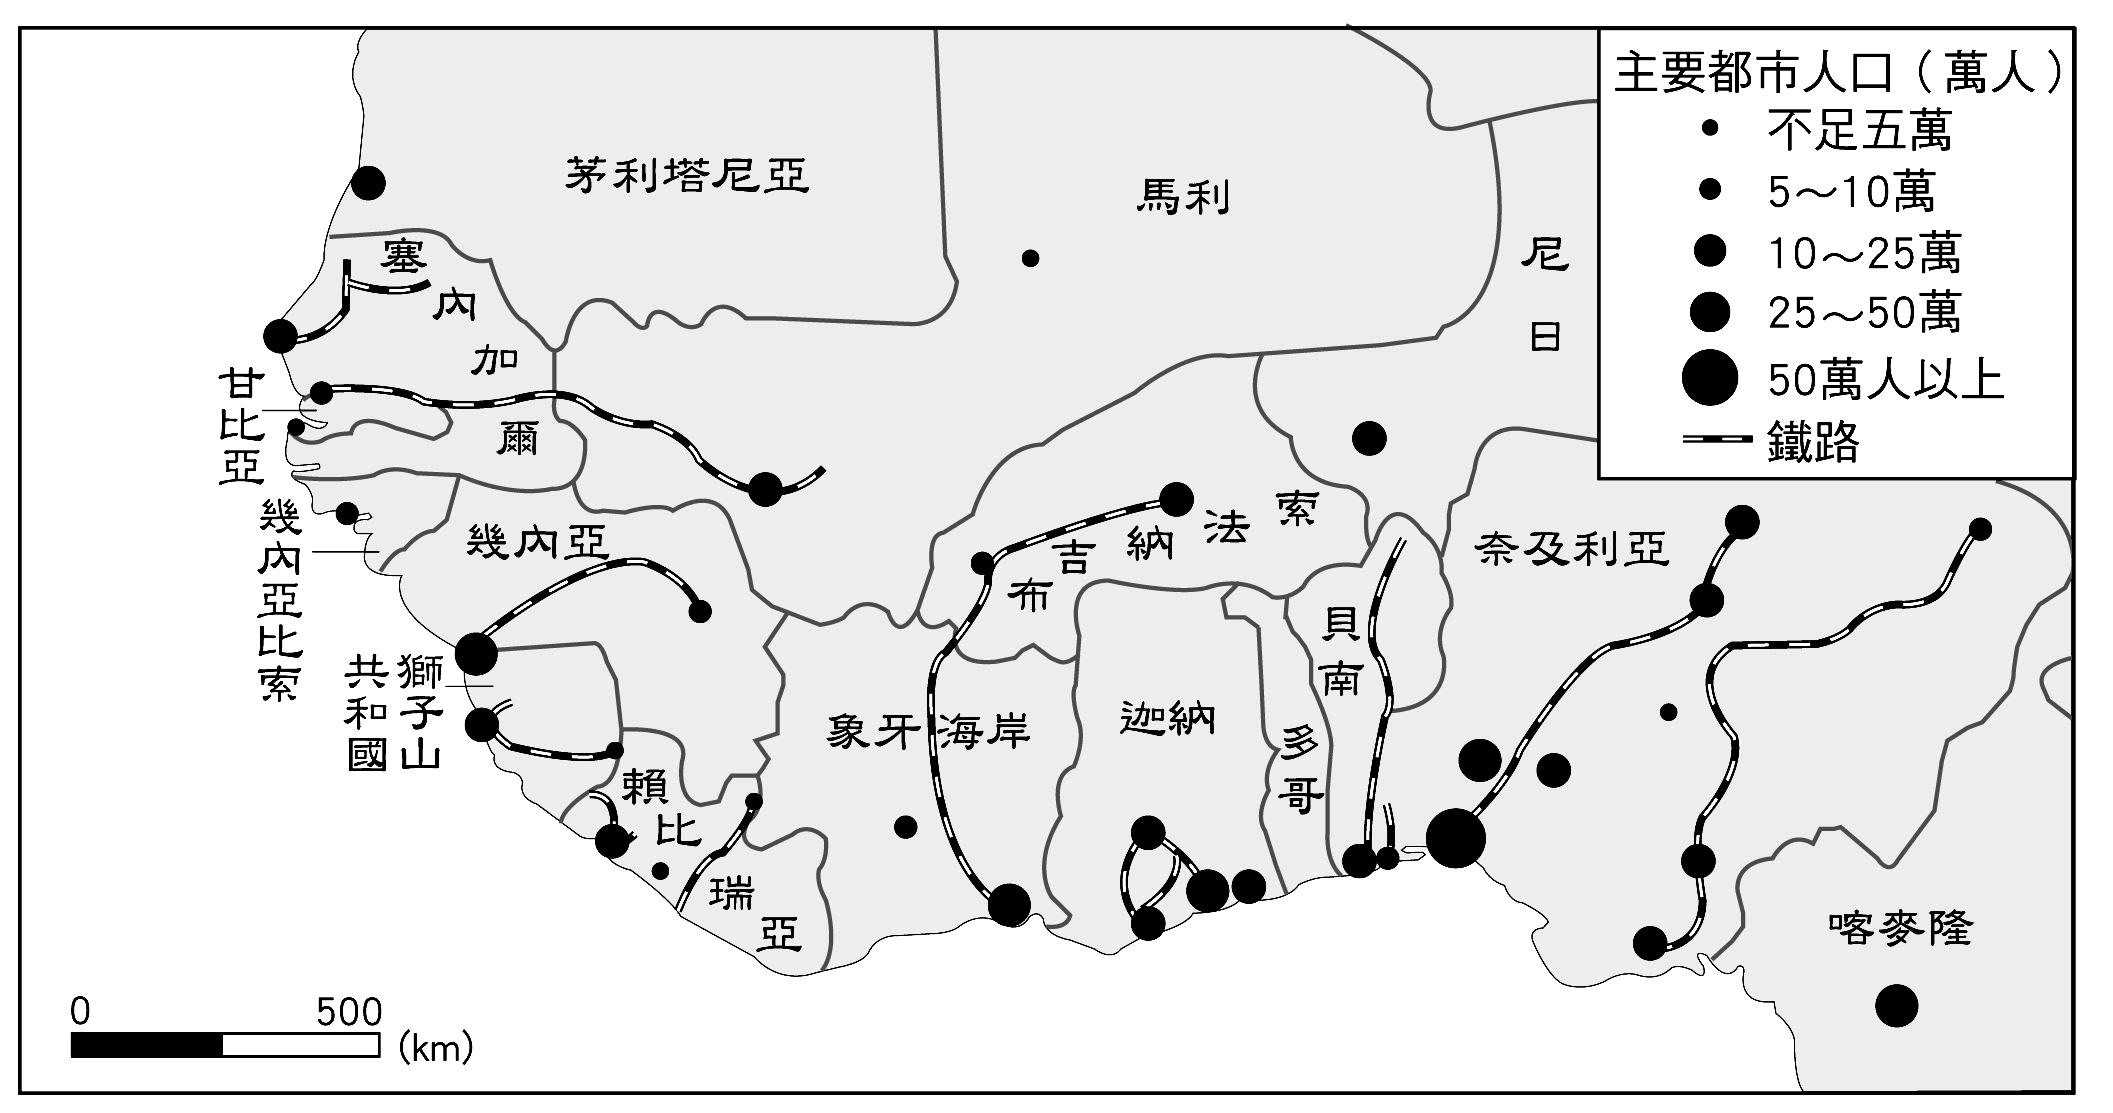 主要都市人口（萬人）
不足五萬
5～10萬
10～25萬
25～50萬
50萬人以上
鐵路
茅利塔尼亞
馬利
尼日
塞內加爾
甘比亞
幾內亞比索
幾內亞
獅子山共和國
賴比瑞亞
象牙海岸
布吉納法索
迦納
多哥
貝南
奈及利亞
喀麥隆
0 500
(km)